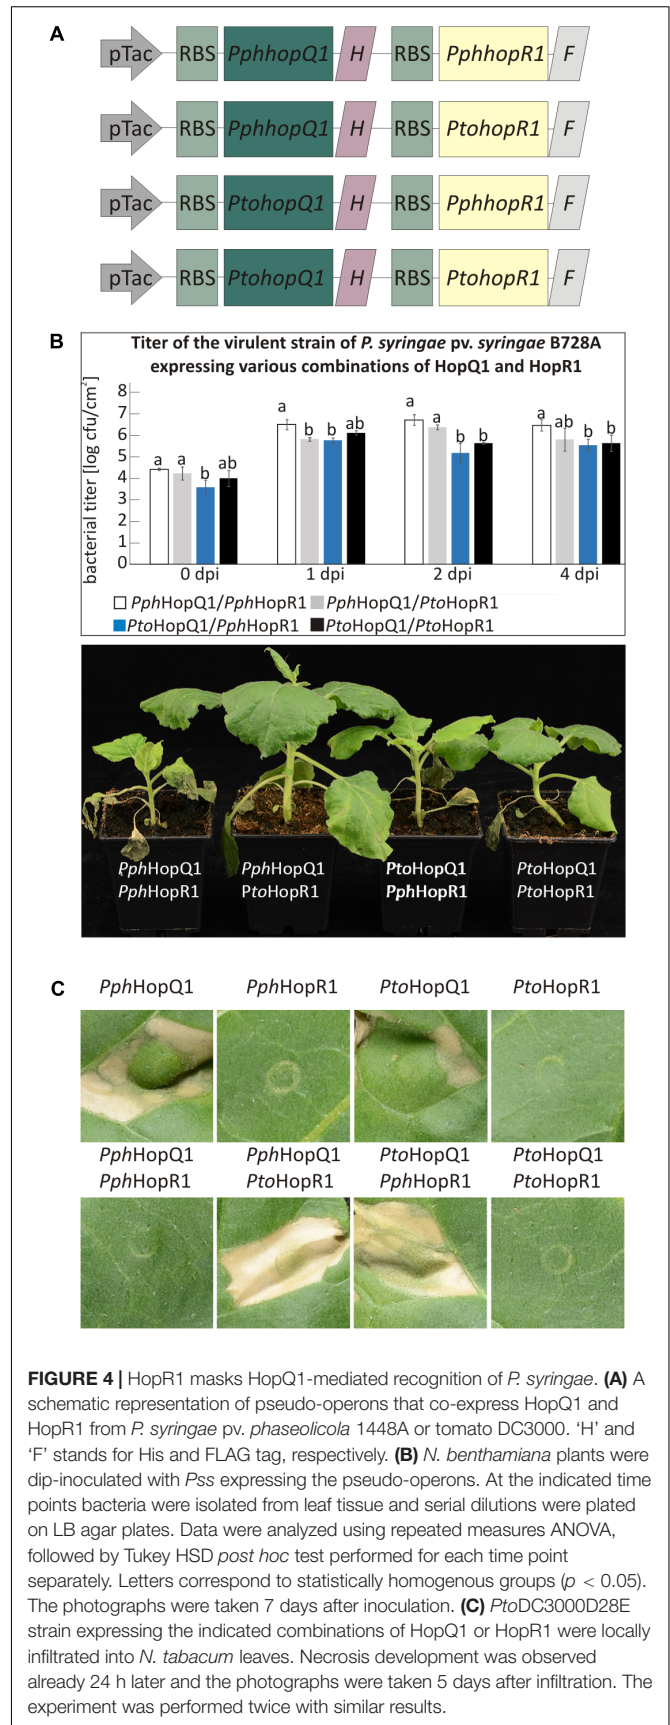 A
pTac RBS PphhopQ1 H RBS PphhopR1 F
pTac RBS PphhopQ1 H RBS PtohopR1 F
pTac RBS PtohopQ1 H RBS PphhopR1 F
pTac RBS PtohopQ1 H RBS PtohopR1 F
B
Titer of the virulent strain of P. syringae pv. syringae B728A
expressing various combinations of HopQ1 and HopR1
bacterial titer [log cfu/cm²]
8
7
6
5
4
3
2
1
0
a a b ab
a b b ab
a a b b
a ab b b
0 dpi 1 dpi 2 dpi 4 dpi
PphHopQ1/PphHopR1 PphHopQ1/PtoHopR1
PtoHopQ1/PphHopR1 PtoHopQ1/PtoHopR1
PphHopQ1 PphHopQ1 PtoHopQ1 PtoHopQ1
PphHopR1 PtoHopR1 PphHopR1 PtoHopR1
C
PphHopQ1 PphHopR1 PtoHopQ1 PtoHopR1
PphHopQ1 PphHopQ1 PtoHopQ1 PtoHopQ1
PphHopR1 PtoHopR1 PphHopR1 PtoHopR1
FIGURE 4 | HopR1 masks HopQ1-mediated recognition of P. syringae. (A) A
schematic representation of pseudo-operons that co-express HopQ1 and
HopR1 from P. syringae pv. phaseolicola 1448A or tomato DC3000. ‘H’ and
‘F’ stands for His and FLAG tag, respectively. (B) N. benthamiana plants were
dip-inoculated with Pss expressing the pseudo-operons. At the indicated time
points bacteria were isolated from leaf tissue and serial dilutions were plated
on LB agar plates. Data were analyzed using repeated measures ANOVA,
followed by Tukey HSD post hoc test performed for each time point
separately. Letters correspond to statistically homogenous groups (p < 0.05).
The photographs were taken 7 days after inoculation. (C) PtoDC3000D28E
strain expressing the indicated combinations of HopQ1 or HopR1 were locally
infiltrated into N. tabacum leaves. Necrosis development was observed
already 24 h later and the photographs were taken 5 days after infiltration. The
experiment was performed twice with similar results.